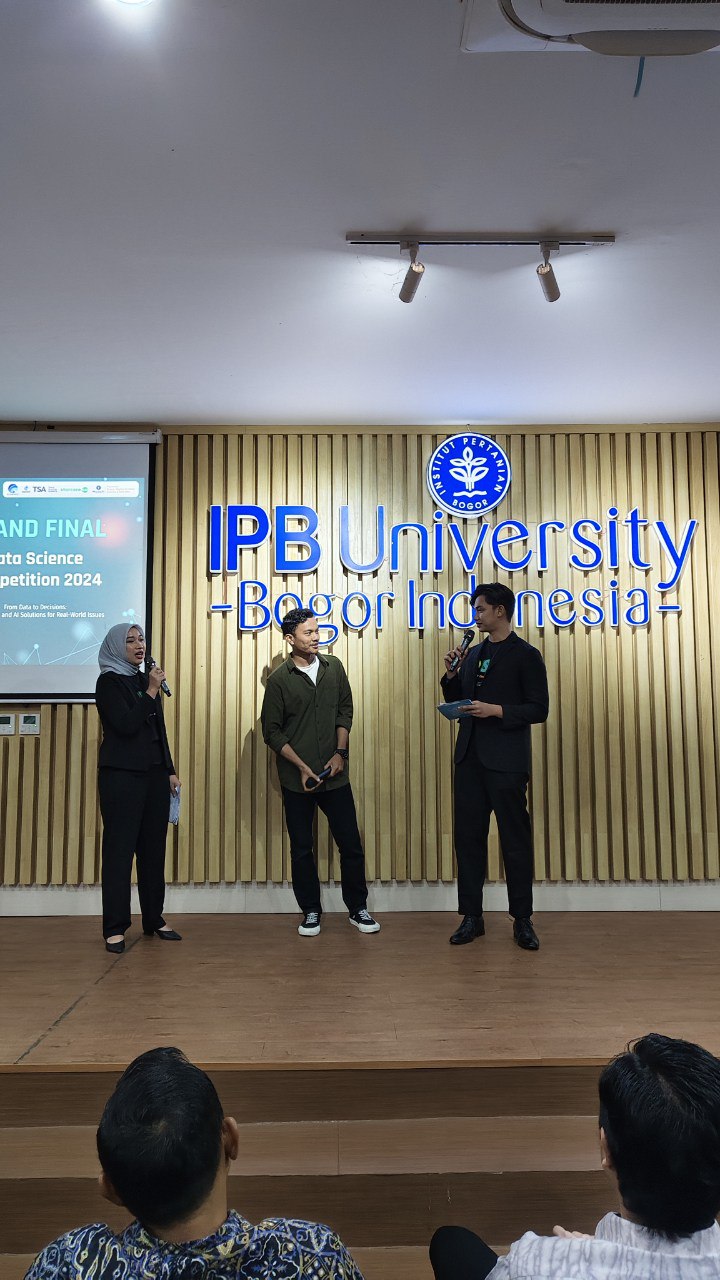 TSA
AND FINAL
ata Science
petition 2024
From Data to Decisions:
and AI Solutions for Real-World Issues
INSTITUT PERTANIAN
BOGOR
IPB University
-Bogor Indonesia-